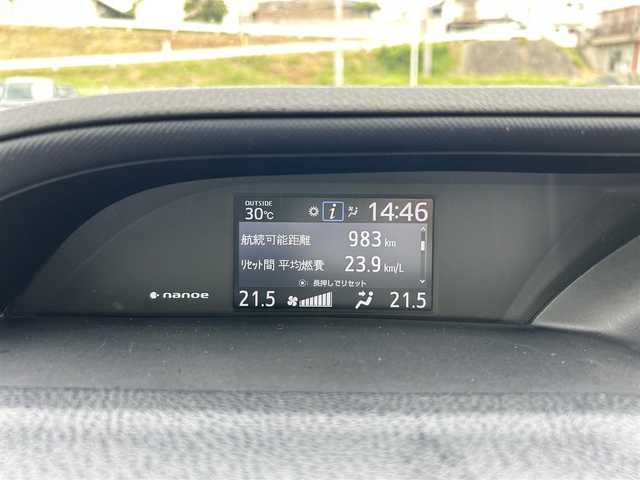 OUTSIDE
30℃ i 14:46
航続可能距離 983 km
ﾘｾｯﾄ間 平均燃費 23.9 km/L
長押しでリセット
21.5 21.5
nanoe